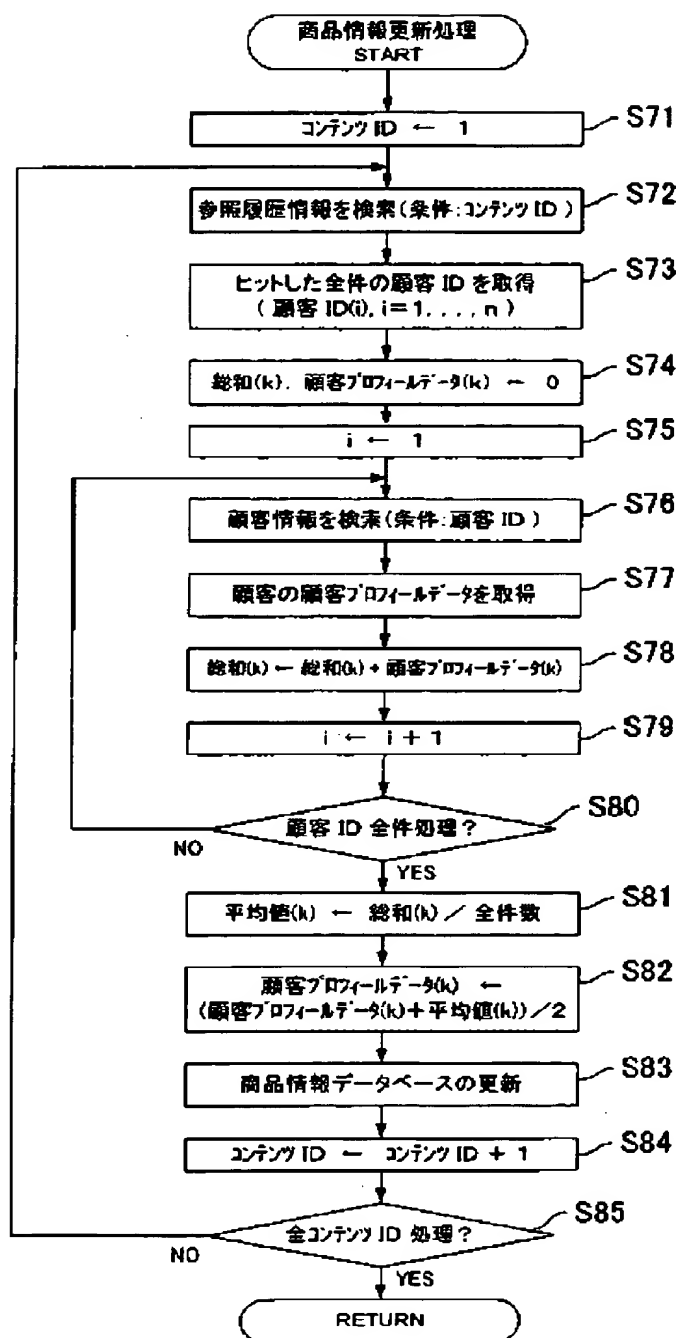 商品情報更新処理
START
コンテンツ ID ← 1
S71
参照履歴情報を検索(条件:コンテンツ ID )
S72
ヒットした全件の顧客 ID を取得
( 顧客 ID(i), i=1, . . . , n )
S73
総和(k), 顧客プロフィールデータ(k) ← 0
S74
i ← 1
S75
顧客情報を検索(条件:顧客 ID )
S76
顧客の顧客プロフィールデータを取得
S77
総和(k) ← 総和(k) + 顧客プロフィールデータ(k)
S78
i ← i + 1
S79
顧客 ID 全件処理?
S80
NO
YES
平均値(k) ← 総和(k) / 全件数
S81
顧客プロフィールデータ(k) ←
(顧客プロフィールデータ(k)+平均値(k))/2
S82
商品情報データベースの更新
S83
コンテンツ ID ← コンテンツ ID + 1
S84
全コンテンツ ID 処理?
S85
NO
YES
RETURN